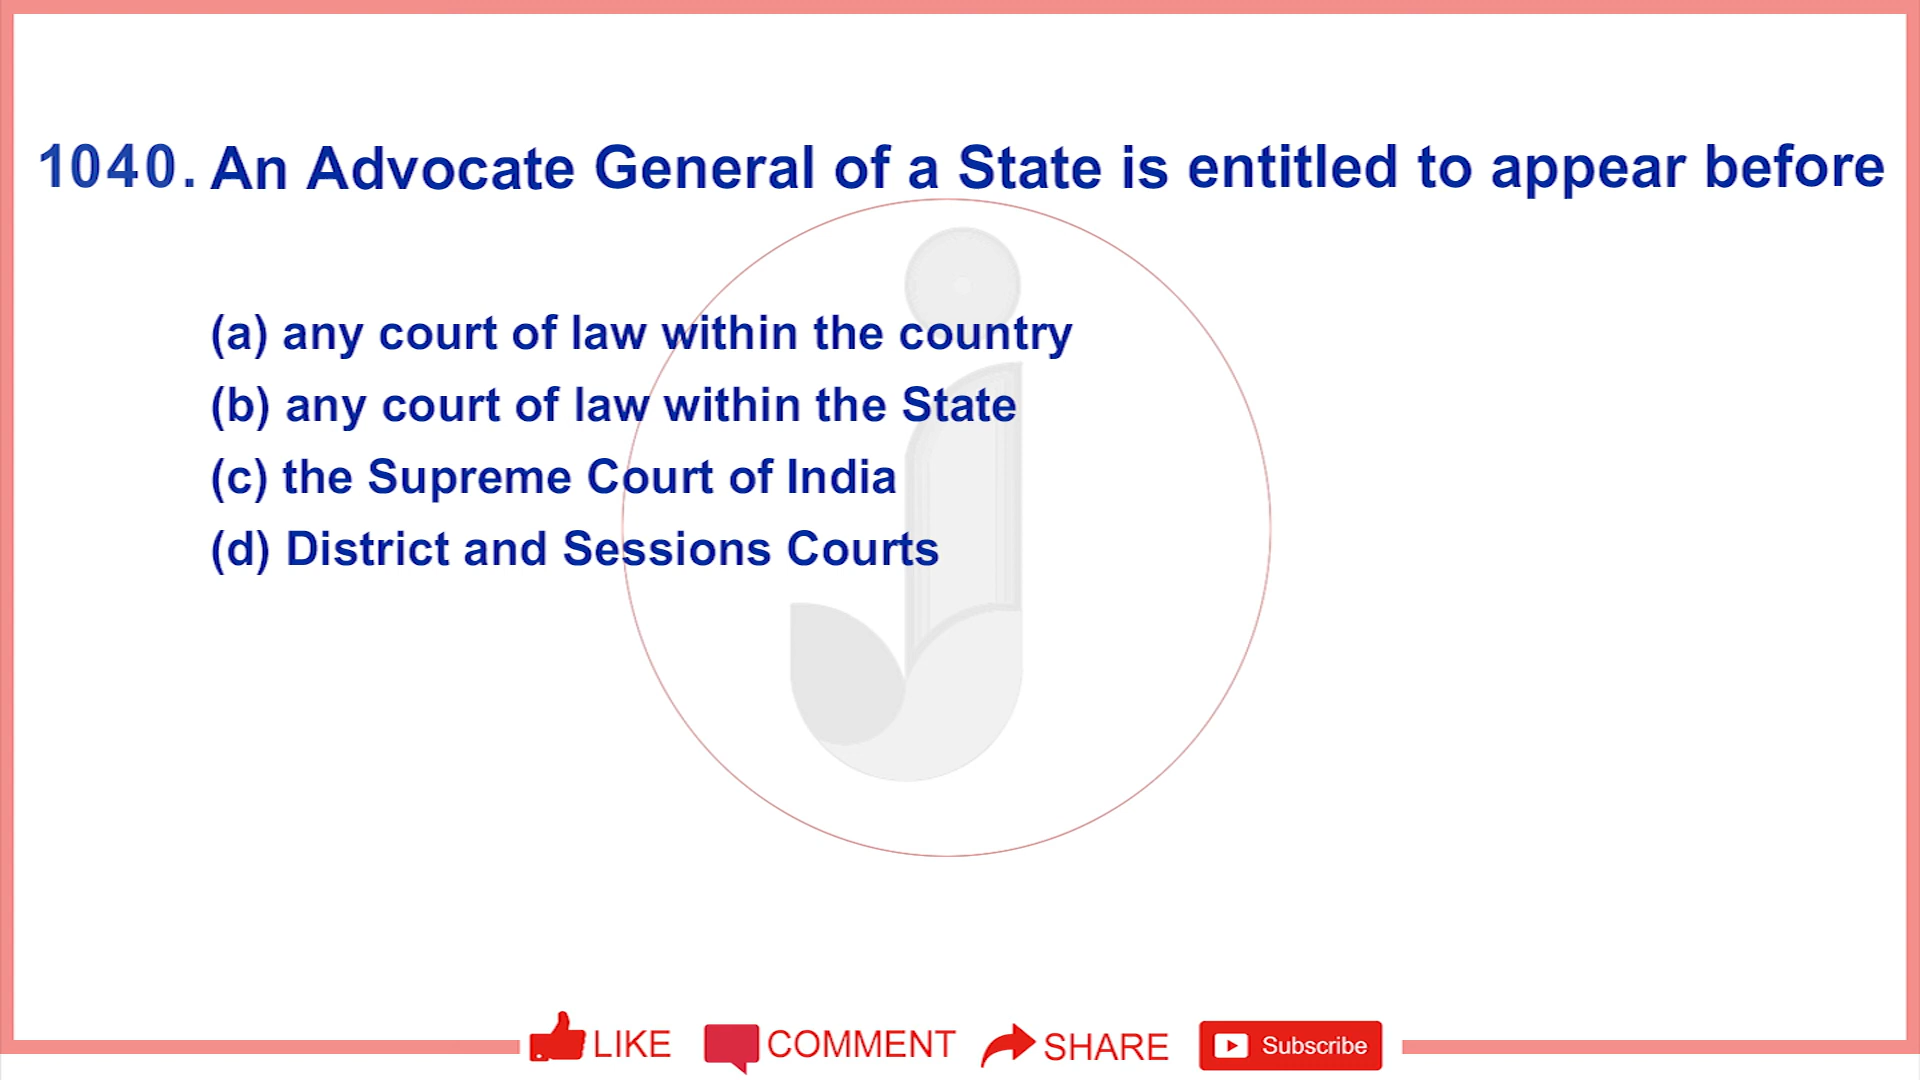 1040. An Advocate General of a State is entitled to appear before
(a) any court of law within the country
(b) any court of law within the State
(c) the Supreme Court of India
(d) District and Sessions Courts
LIKE COMMENT SHARE Subscribe